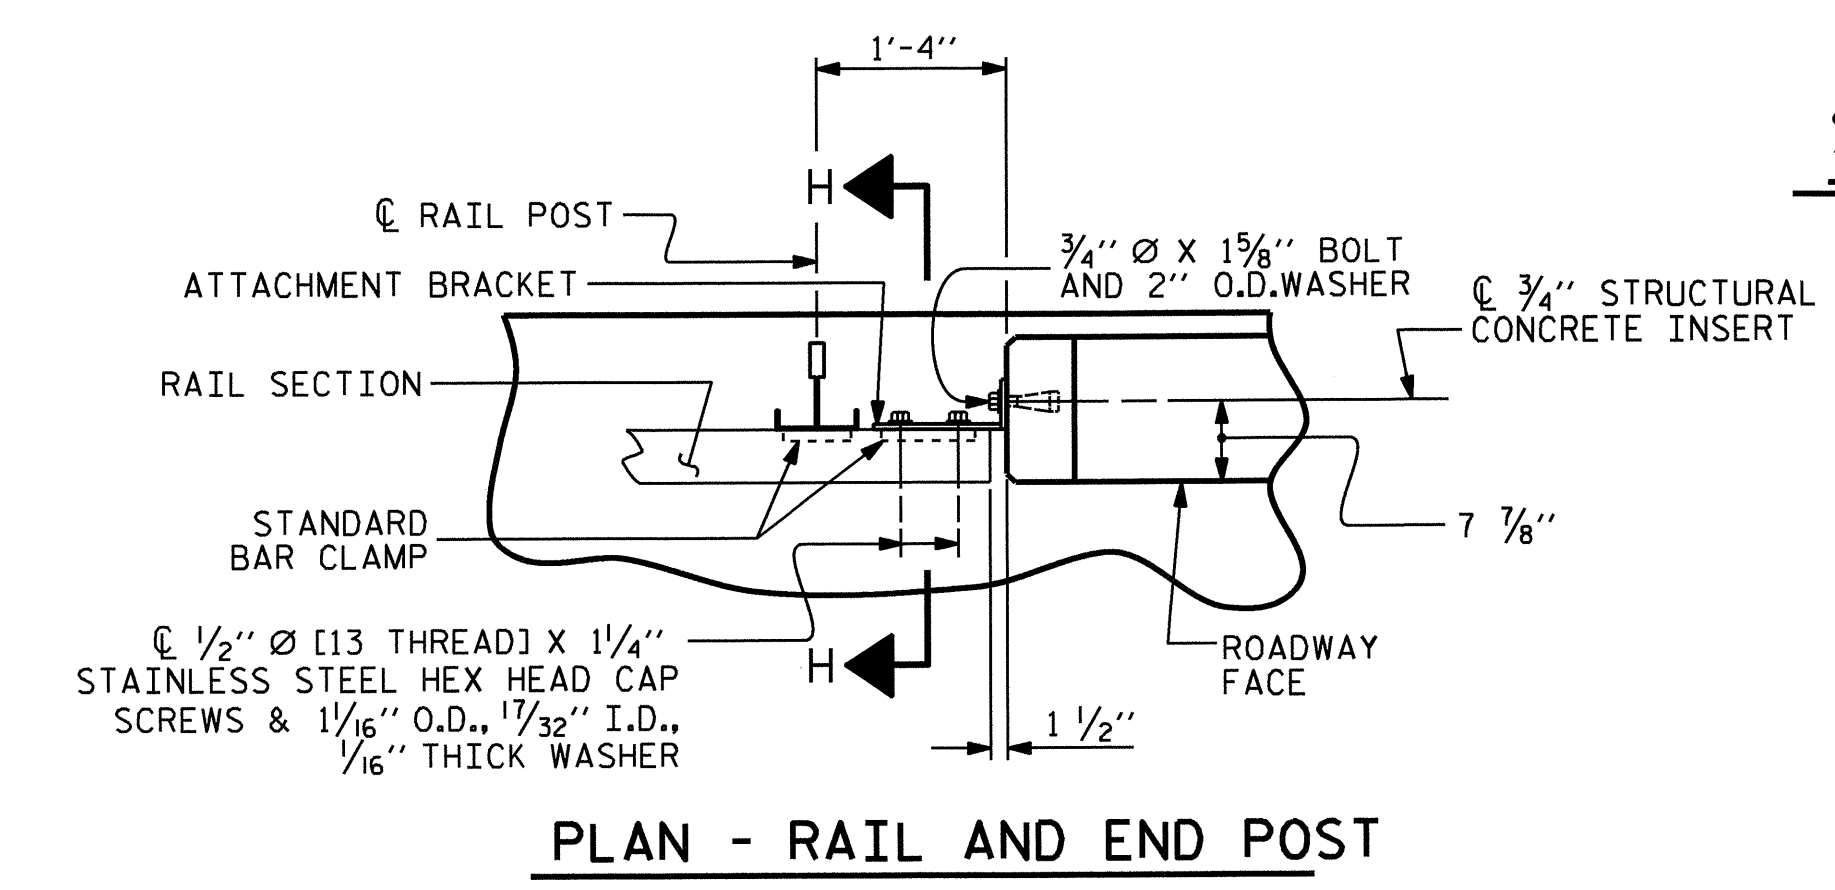 1'-4"
H
℄ RAIL POST
ATTACHMENT BRACKET
3/4" Ø X 1 5/8" BOLT
AND 2" O.D. WASHER
℄ 3/4" STRUCTURAL
CONCRETE INSERT
RAIL SECTION
STANDARD
BAR CLAMP
7 7/8"
℄ 1/2" Ø [13 THREAD] X 1 1/4"
STAINLESS STEEL HEX HEAD CAP
SCREWS & 1 1/16" O.D., 17/32" I.D.,
1/16" THICK WASHER
H
ROADWAY
FACE
1 1/2"
PLAN - RAIL AND END POST